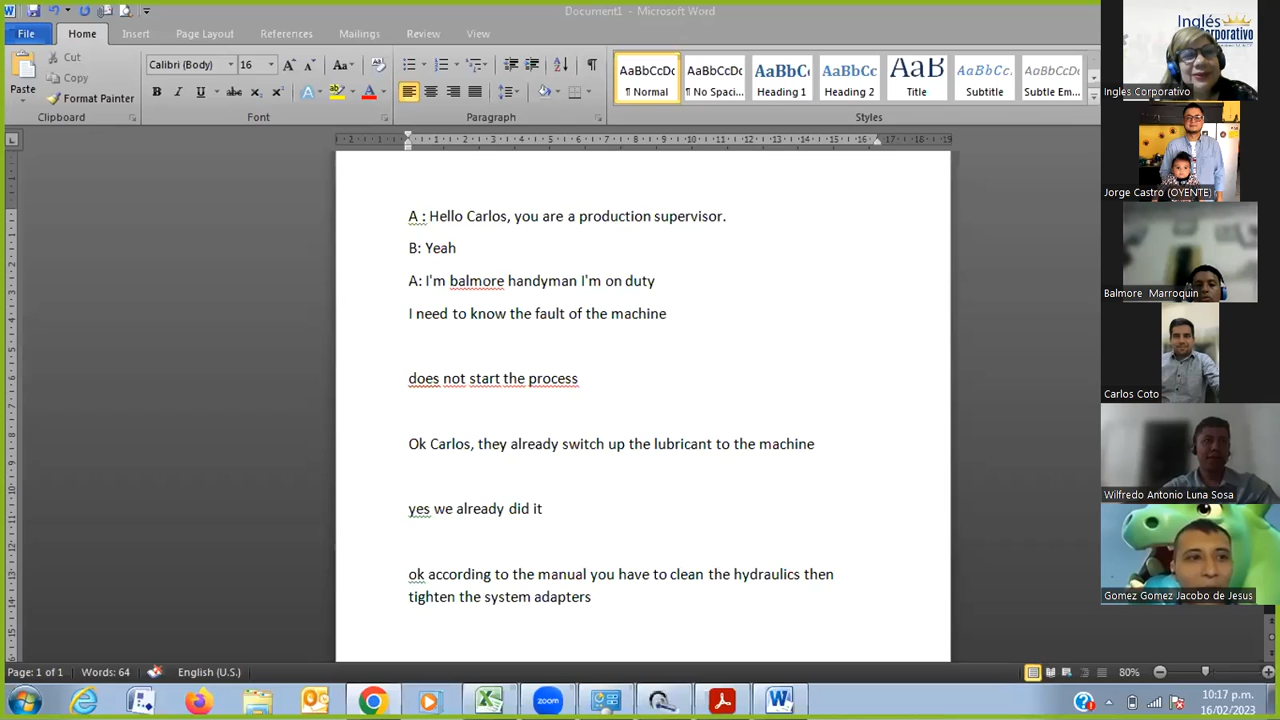 Document1 - Microsoft Word
File Home Insert Page Layout References Mailings Review View
Paste
Cut
Copy
Format Painter
Clipboard
Calibri (Body) 16
Font
Paragraph
AaBbCcDc AaBbCcDc AaBbCc AaBbCc AaB AaBbCcL AaBbCcDc
¶ Normal ¶ No Spaci... Heading 1 Heading 2 Title Subtitle Subtle Em...
Styles
A : Hello Carlos, you are a production supervisor.
B: Yeah
A: I'm balmore handyman I'm on duty
I need to know the fault of the machine
does not start the process
Ok Carlos, they already switch up the lubricant to the machine
yes we already did it
ok according to the manual you have to clean the hydraulics then
tighten the system adapters
Page: 1 of 1 Words: 64 English (U.S.) 80%
10:17 p.m.
16/02/2023
Inglés
Corporativo
Ingles Corporativo
Jorge Castro (OYENTE)
Balmore Marroquin
Carlos Coto
Wilfredo Antonio Luna Sosa
Gomez Gomez Jacobo de Jesus